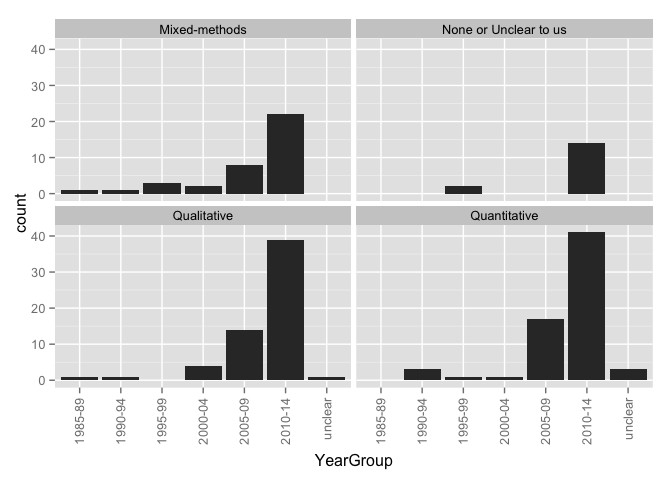 Mixed-methods
None or Unclear to us
40
30
20
10
0
count
Qualitative
Quantitative
40
30
20
10
0
1985-89
1990-94
1995-99
2000-04
2005-09
2010-14
unclear
1985-89
1990-94
1995-99
2000-04
2005-09
2010-14
unclear
YearGroup